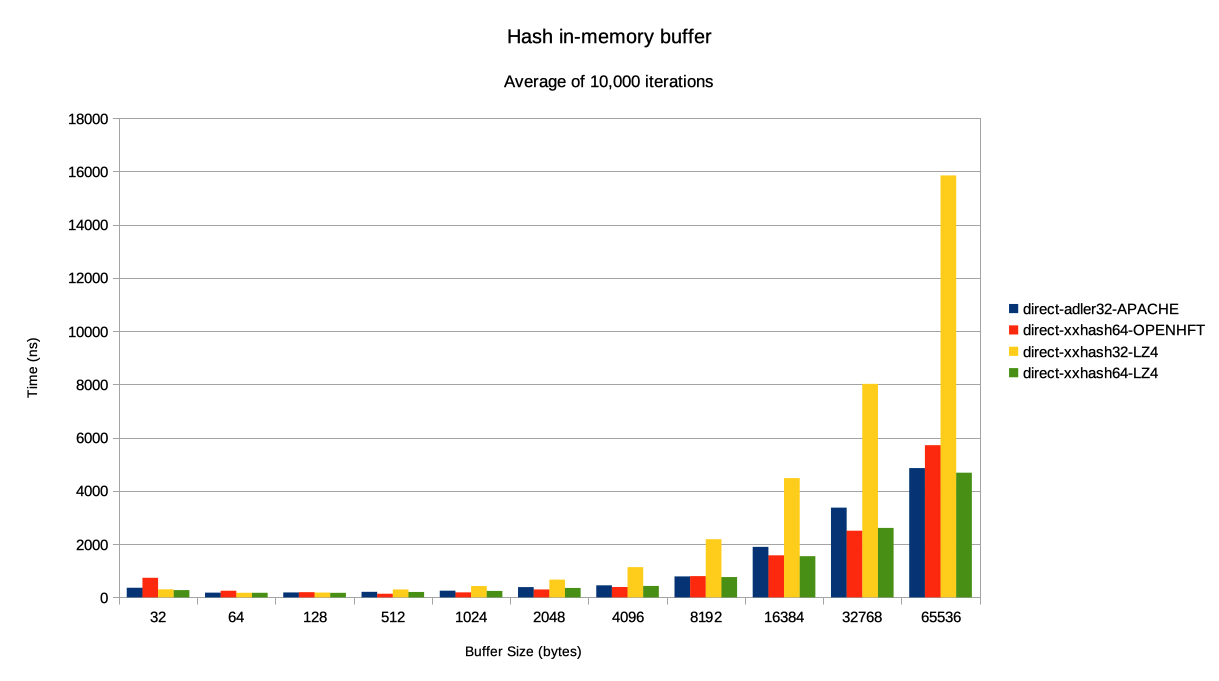 Hash in-memory buffer
Average of 10,000 iterations
18000
16000
14000
12000
10000
8000
6000
4000
2000
0
Time (ns)
32 64 128 512 1024 2048 4096 8192 16384 32768 65536
Buffer Size (bytes)
direct-adler32-APACHE
direct-xxhash64-OPENHFT
direct-xxhash32-LZ4
direct-xxhash64-LZ4